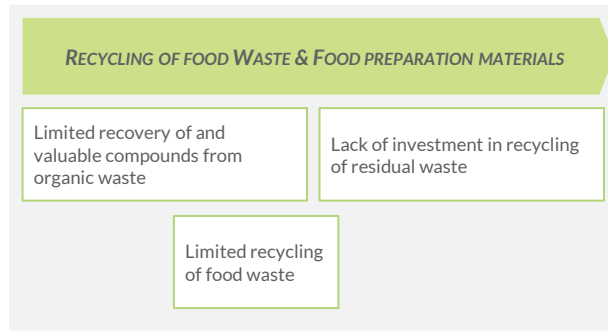 RECYCLING OF FOOD WASTE & FOOD PREPARATION MATERIALS
Limited recovery of and
valuable compounds from
organic waste
Lack of investment in recycling
of residual waste
Limited recycling
of food waste